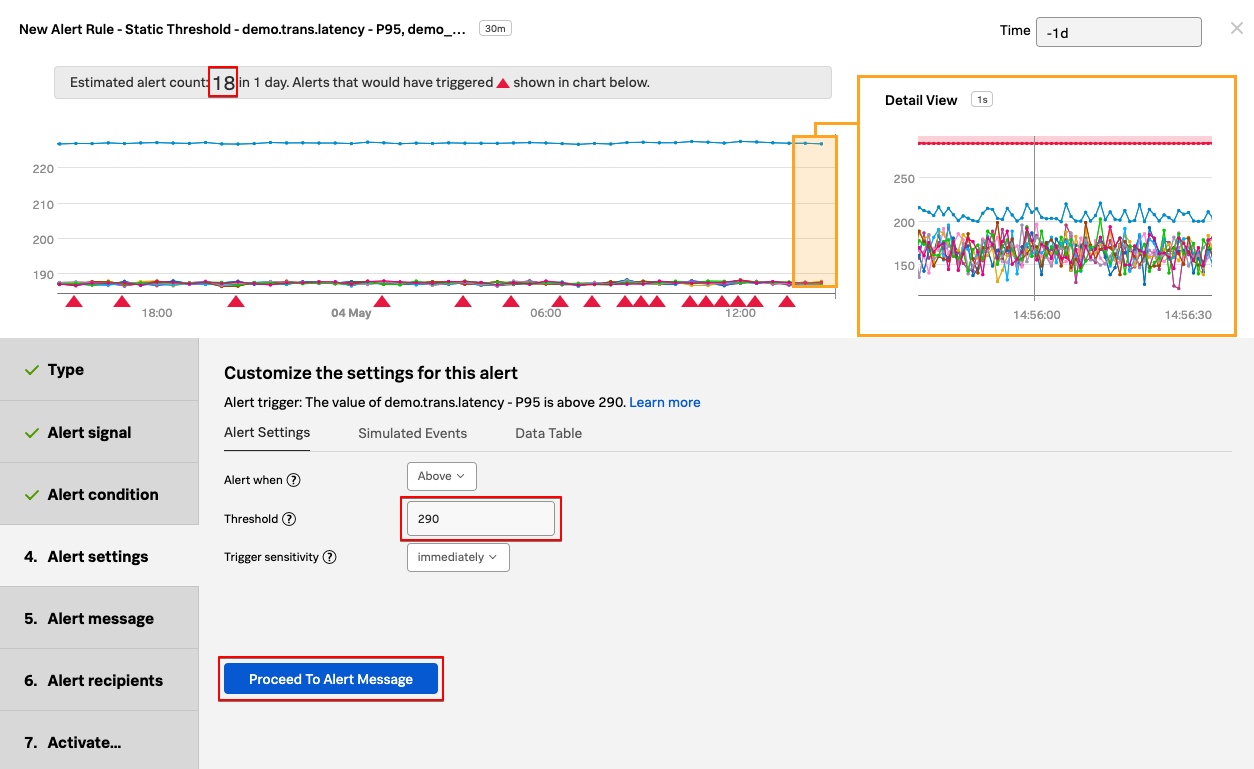 New Alert Rule - Static Threshold - demo.trans.latency - P95, demo_... 30m
Time -1d
Estimated alert count: 18 in 1 day. Alerts that would have triggered ▲ shown in chart below.
220
210
200
190
18:00 04 May 06:00 12:00
Detail View 1s
250
200
150
14:56:00 14:56:30
Type
Alert signal
Alert condition
4. Alert settings
5. Alert message
6. Alert recipients
7. Activate...
Customize the settings for this alert
Alert trigger: The value of demo.trans.latency - P95 is above 290. Learn more
Alert Settings Simulated Events Data Table
Alert when ? Above
Threshold ? 290
Trigger sensitivity ? immediately
Proceed To Alert Message